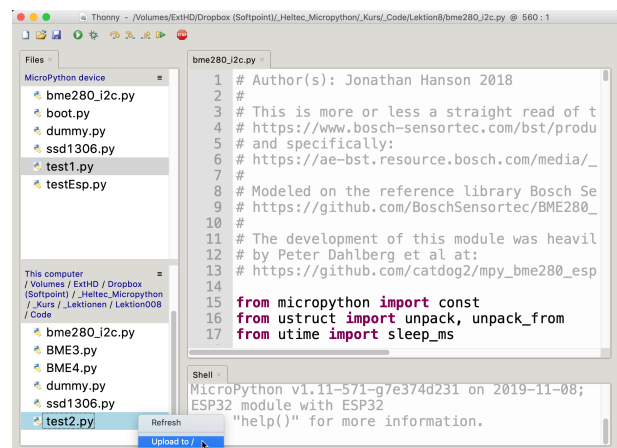 Thonny - /Volumes/ExtHD/Dropbox (Softpoint)/_Heltec_Micropython/_Kurs/_Code/Lektion8/bme280_i2c.py @ 560 : 1
Files
MicroPython device
bme280_i2c.py
boot.py
dummy.py
ssd1306.py
test1.py
testEsp.py
This computer
/ Volumes / ExtHD / Dropbox
(Softpoint) / _Heltec_Micropython
/ _Kurs / _Lektionen / Lektion008
/ Code
bme280_i2c.py
BME3.py
BME4.py
dummy.py
ssd1306.py
test2.py
Refresh
Upload to /
bme280_i2c.py
1 # Author(s): Jonathan Hanson 2018
2 #
3 # This is more or less a straight read of t
4 # https://www.bosch-sensortec.com/bst/produ
5 # and specifically:
6 # https://ae-bst.resource.bosch.com/media/_
7 #
8 # Modeled on the reference library Bosch Se
9 # https://github.com/BoschSensortec/BME280_
10 #
11 # The development of this module was heavil
12 # by Peter Dahlberg et al at:
13 # https://github.com/catdog2/mpy_bme280_esp
14
15 from micropython import const
16 from ustruct import unpack, unpack_from
17 from utime import sleep_ms
Shell
MicroPython v1.11-571-g7e374d231 on 2019-11-08;
ESP32 module with ESP32
"help()" for more information.